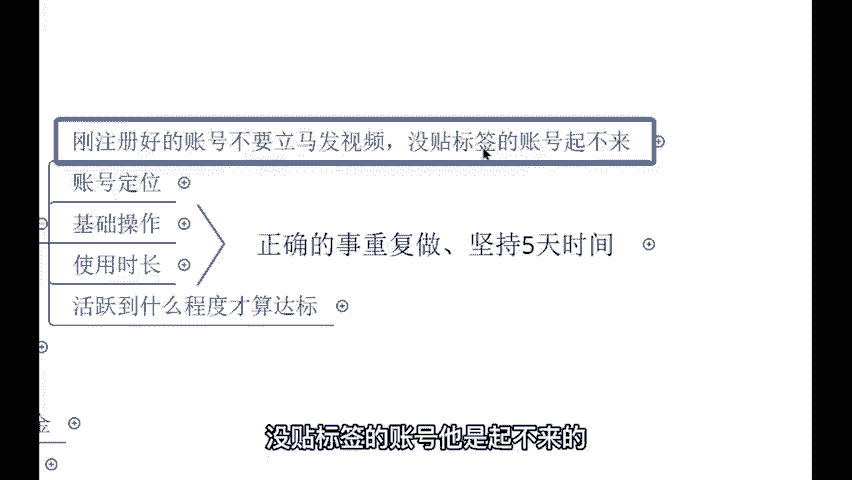 刚注册好的账号不要立马发视频，没贴标签的账号起不来
账号定位
基础操作
正确的事重复做、坚持5天时间
使用时长
活跃到什么程度才算达标
金
没贴标签的账号他是起不来的